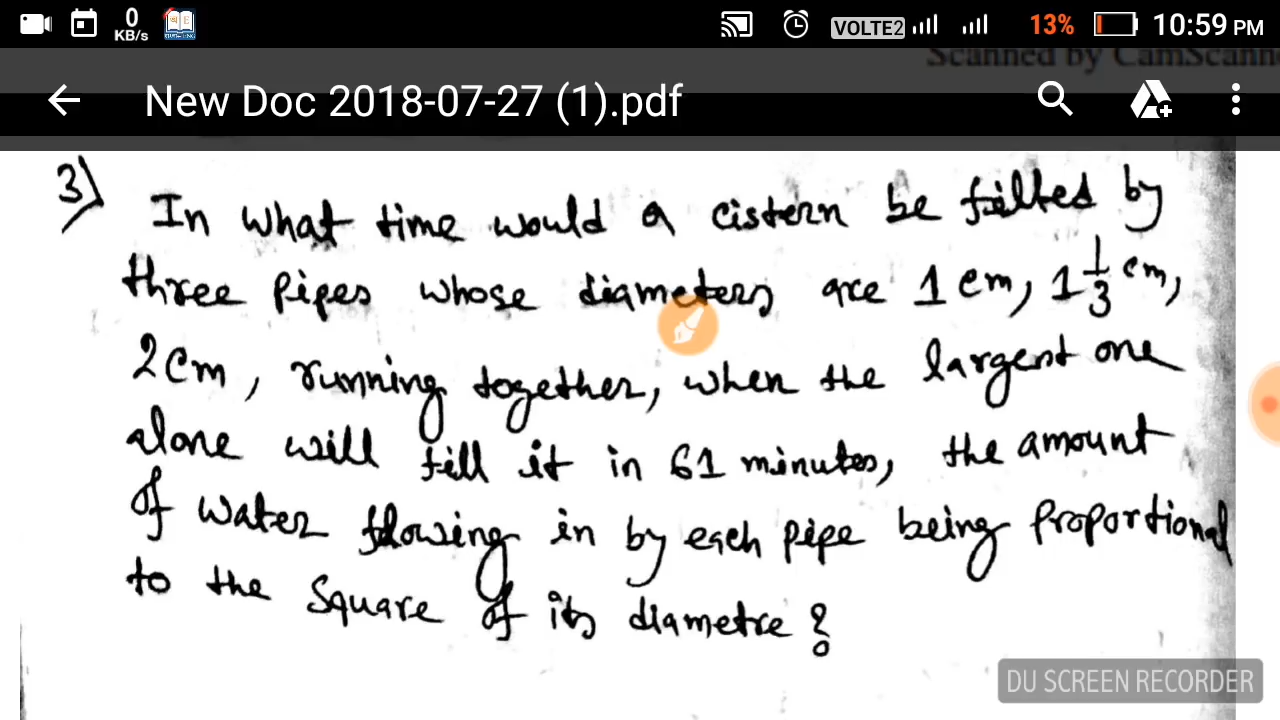 0
KB/s
VOLTE2
13%
10:59 PM
Scanned by CamScanne
New Doc 2018-07-27 (1).pdf
3)
In what time would a cistern be filled by
three pipes whose diameters are 1 cm, 1 1/3 cm,
2 cm, running together, when the largest one
alone will fill it in 61 minutes, the amount
of water flowing in by each pipe being proportional
to the square of its diametre ?
DU SCREEN RECORDER